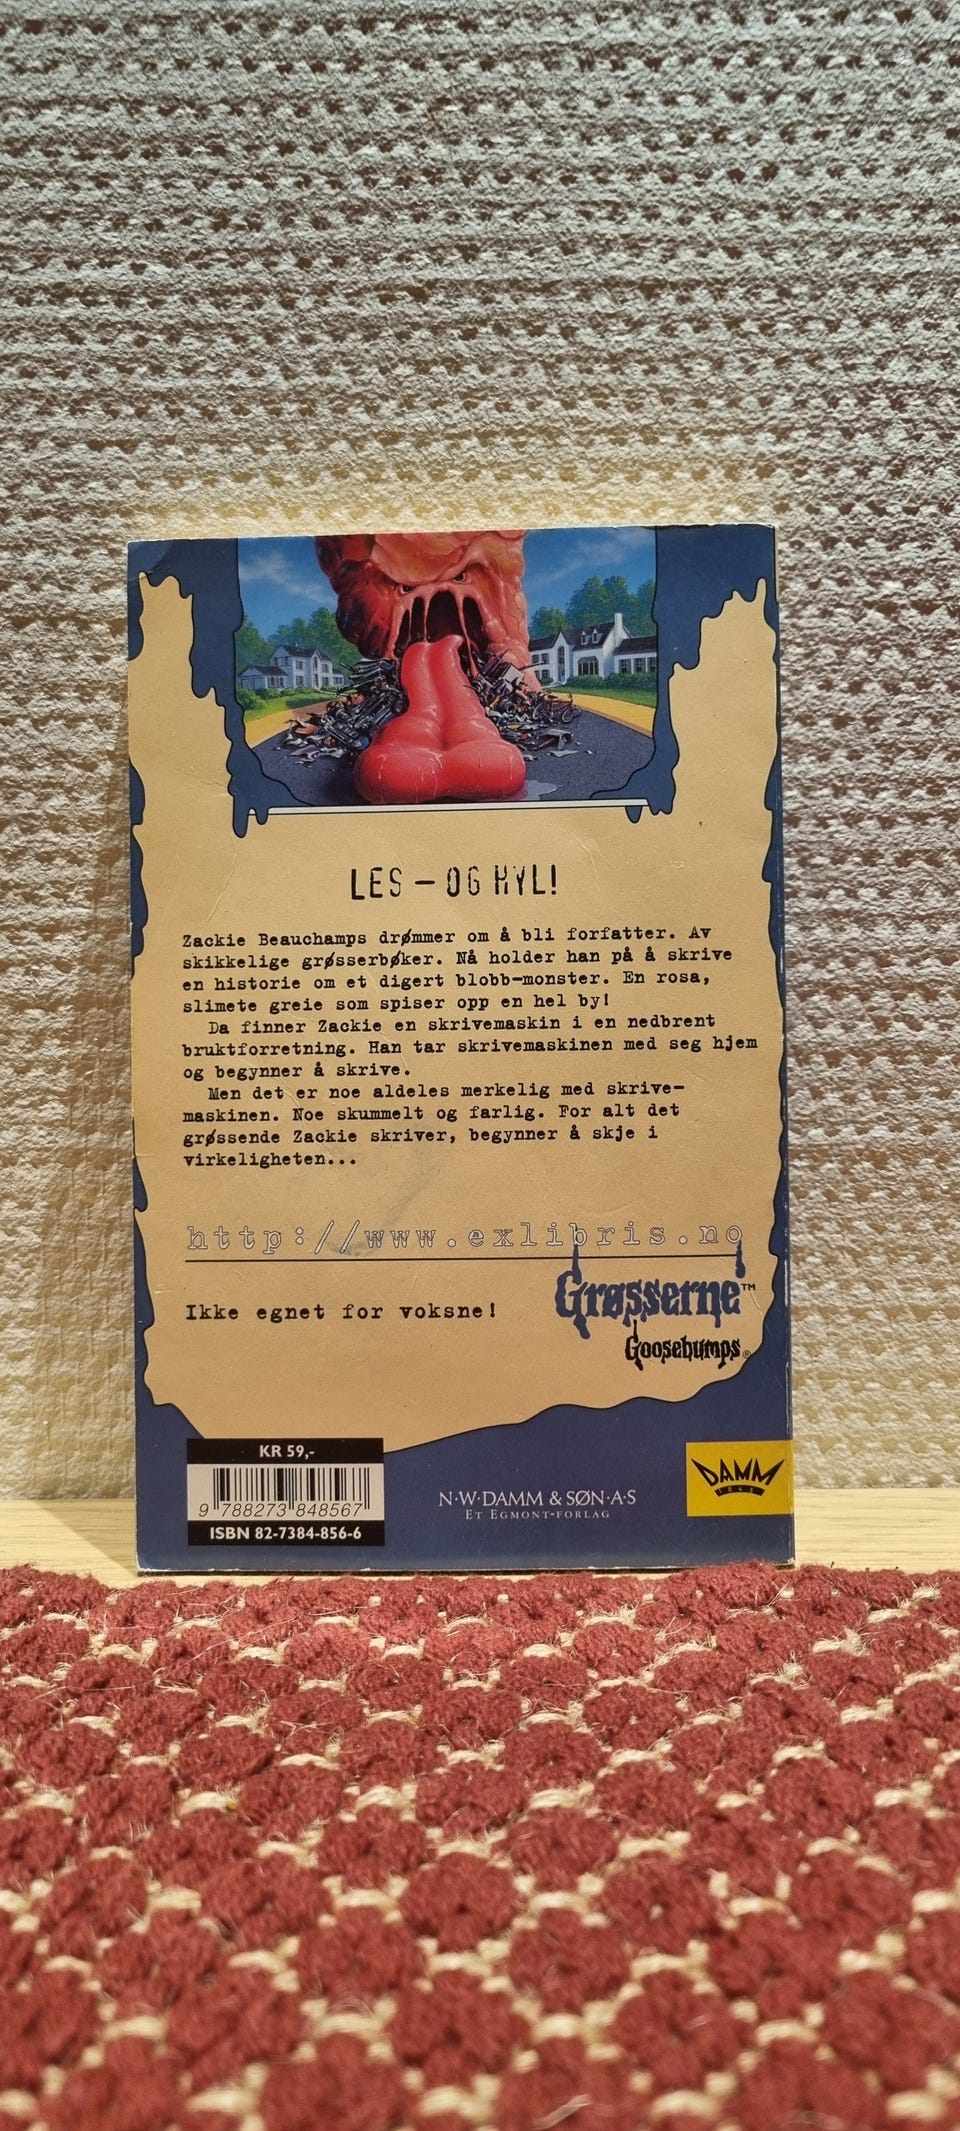 LES – OG HYL!
Zackie Beauchamps drømmer om å bli forfatter. Av
skikkelige grøsserbøker. Nå holder han på å skrive
en historie om et digert blobb-monster. En rosa,
slimete greie som spiser opp en hel by!
Da finner Zackie en skrivemaskin i en nedbrent
bruktforretning. Han tar skrivemaskinen med seg hjem
og begynner å skrive.
Men det er noe aldeles merkelig med skrive-
maskinen. Noe skummelt og farlig. For alt det
grøssende Zackie skriver, begynner å skje i
virkeligheten...
http://www.exlibris.no
Ikke egnet for voksne!
Grøsserne™
Goosebumps®
KR 59,-
9 788273 848567
ISBN 82-7384-856-6
N·W·DAMM & SØN·A·S
ET EGMONT-FORLAG
DAMM
1843